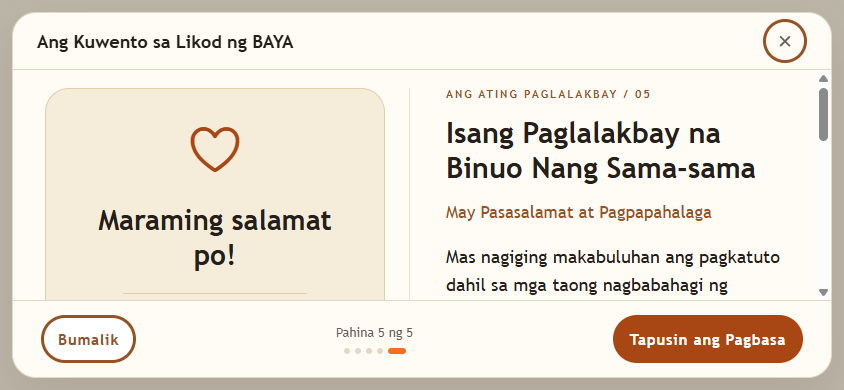 Ang Kuwento sa Likod ng BAYA
Maraming salamat
po!
ANG ATING PAGLALAKBAY / 05
Isang Paglalakbay na
Binuo Nang Sama-sama
May Pasasalamat at Pagpapahalaga
Mas nagiging makabuluhan ang pagkatuto
dahil sa mga taong nagbabahagi ng
Bumalik
Pahina 5 ng 5
Tapusin ang Pagbasa